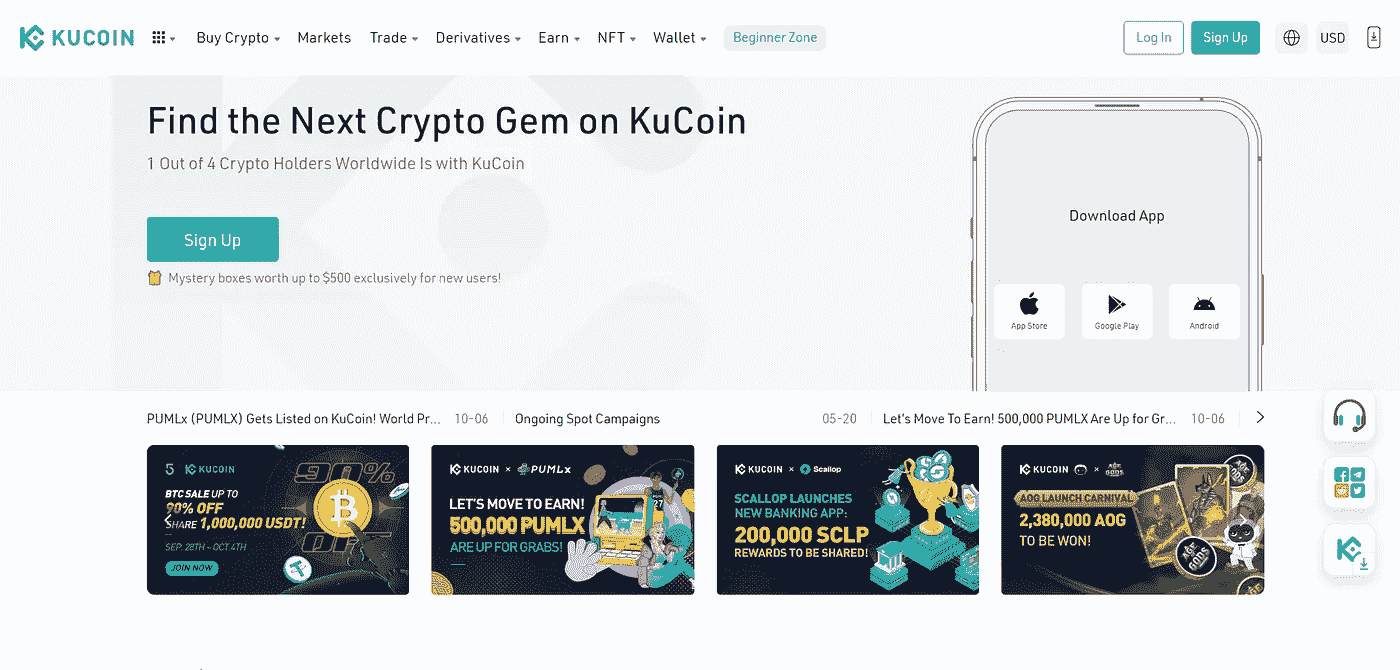 KUCOIN
Buy Crypto
Markets
Trade
Derivatives
Earn
NFT
Wallet
Beginner Zone
Log In
Sign Up
USD
Find the Next Crypto Gem on KuCoin
1 Out of 4 Crypto Holders Worldwide Is with KuCoin
Sign Up
Mystery boxes worth up to $500 exclusively for new users!
Download App
App Store
Google Play
Android
PUMLx (PUMLX) Gets Listed on KuCoin! World Pr... 10-06
Ongoing Spot Campaigns 05-20
Let's Move To Earn! 500,000 PUMLX Are Up for Gr... 10-06
KUCOIN
BTC SALE UP TO
90% OFF
SHARE 1,000,000 USDT!
SEP. 28TH - OCT.4TH
JOIN NOW
90%
OFF
KUCOIN × PUMLx
LET'S MOVE TO EARN!
500,000 PUMLX
ARE UP FOR GRABS!
KUCOIN × Scallop
SCALLOP LAUNCHES
NEW BANKING APP:
200,000 SCLP
REWARDS TO BE SHARED!
KUCOIN ×
AOG LAUNCH CARNIVAL
2,380,000 AOG
TO BE WON!